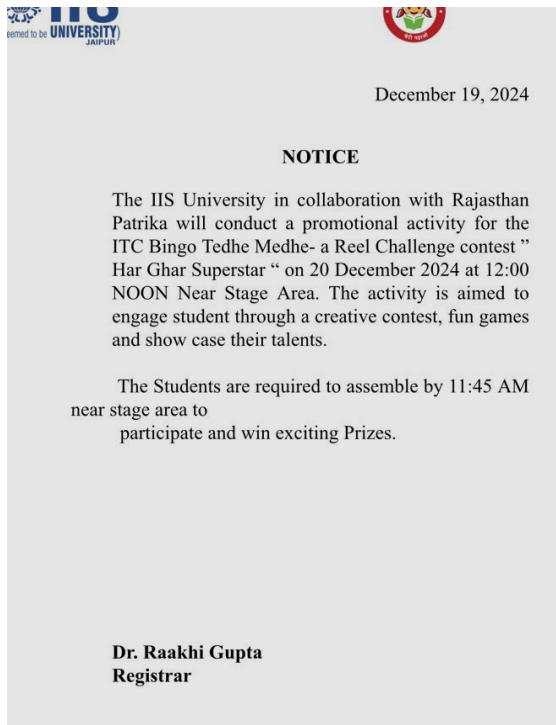 IIS
(Deemed to be UNIVERSITY)
JAIPUR
बेटी पढ़ाओ
December 19, 2024
NOTICE
The IIS University in collaboration with Rajasthan
Patrika will conduct a promotional activity for the
ITC Bingo Tedhe Medhe- a Reel Challenge contest ”
Har Ghar Superstar “ on 20 December 2024 at 12:00
NOON Near Stage Area. The activity is aimed to
engage student through a creative contest, fun games
and show case their talents.
The Students are required to assemble by 11:45 AM
near stage area to
participate and win exciting Prizes.
Dr. Raakhi Gupta
Registrar